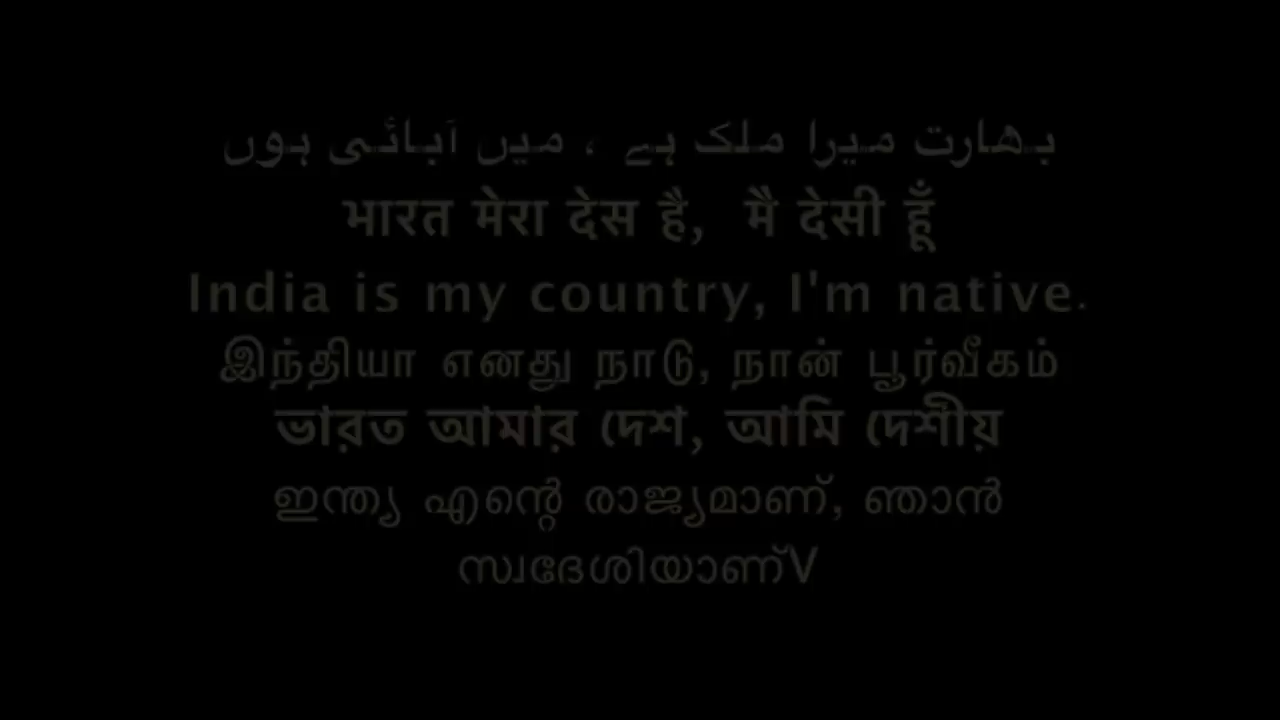 بھارت میرا ملک ہے ، میں آبائی ہوں
भारत मेरा देस है, मै देसी हूँ
India is my country, I'm native.
இந்தியா எனது நாடு, நான் பூர்வீகம்
ভারত আমার দেশ, আমি দেশীয়
ഇന്ത്യ എന്റെ രാജ്യമാണ്, ഞാൻ
സ്വദേശിയാണ്V